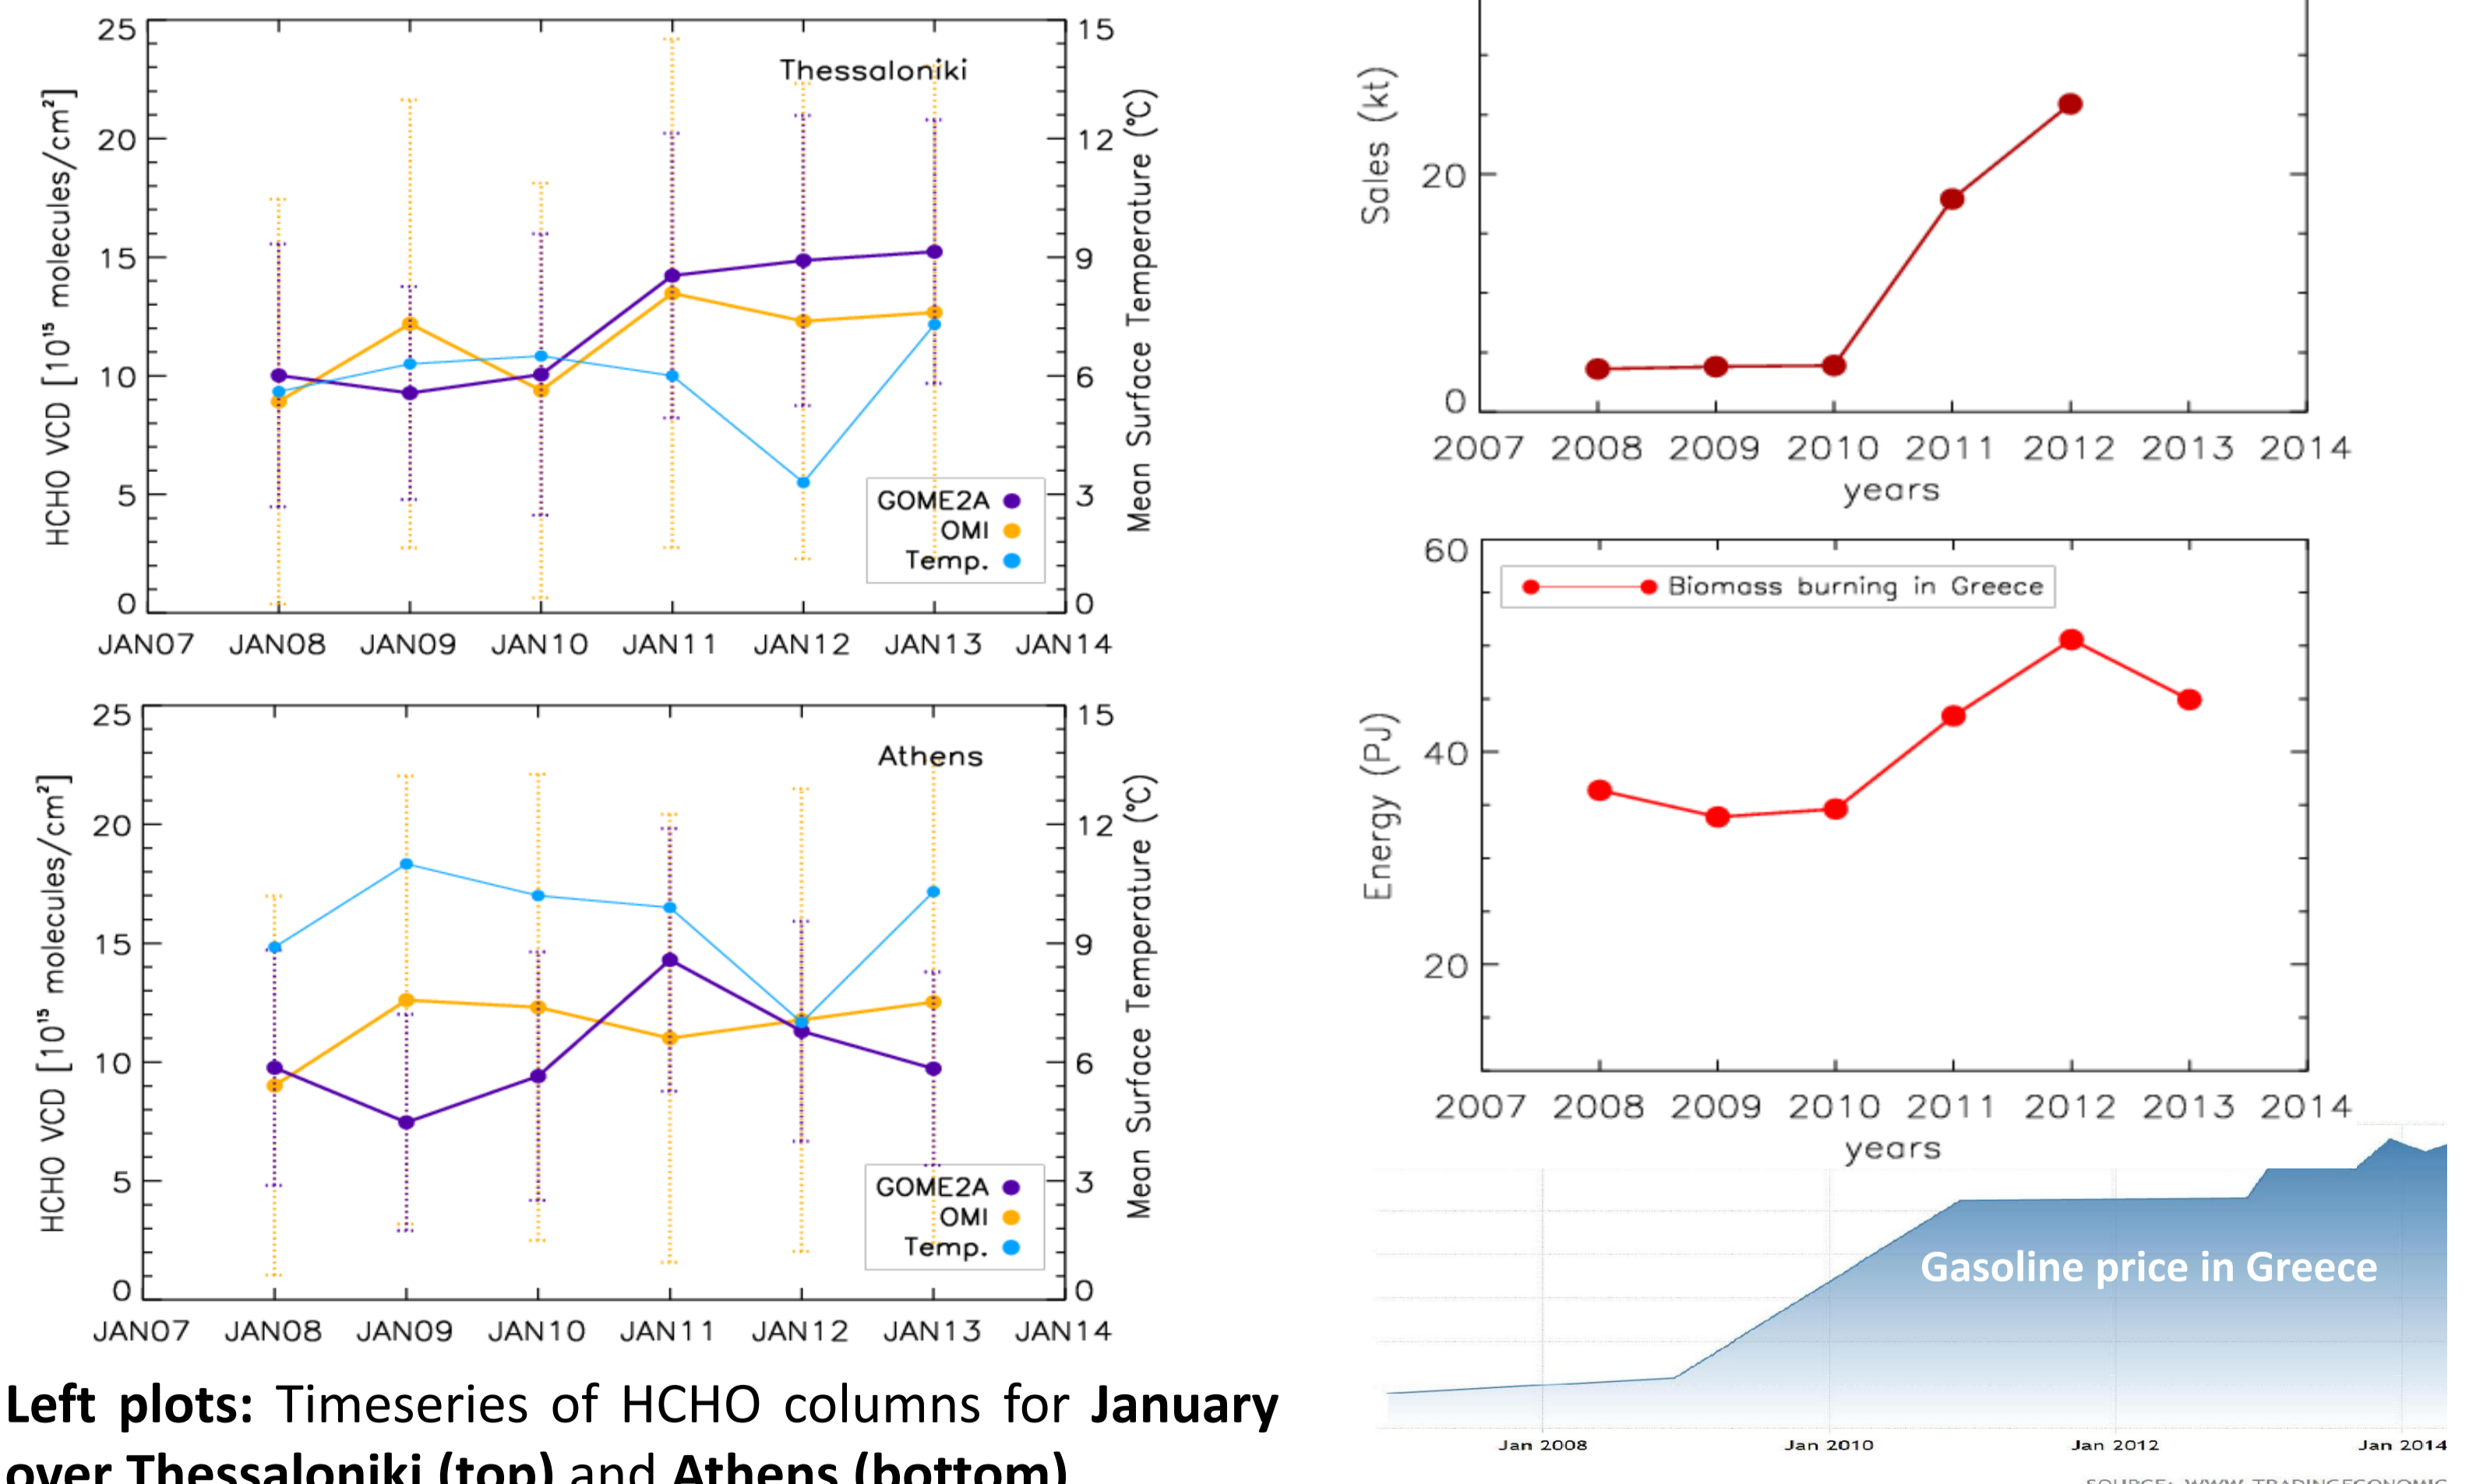 25
20
15
10
5
0
HCHO VCD [10¹⁵ molecules/cm²]
Thessaloniki
15
12
9
6
3
0
Mean Surface Temperature (°C)
GOME2A
OMI
Temp.
JAN07 JAN08 JAN09 JAN10 JAN11 JAN12 JAN13 JAN14
25
20
15
10
5
0
HCHO VCD [10¹⁵ molecules/cm²]
Athens
15
12
9
6
3
0
Mean Surface Temperature (°C)
GOME2A
OMI
Temp.
JAN07 JAN08 JAN09 JAN10 JAN11 JAN12 JAN13 JAN14
Left plots: Timeseries of HCHO columns for January
over Thessaloniki (top) and Athens (bottom)
Sales (kt)
20
0
2007 2008 2009 2010 2011 2012 2013 2014
years
60
40
20
Energy (PJ)
Biomass burning in Greece
2007 2008 2009 2010 2011 2012 2013 2014
years
Gasoline price in Greece
Jan 2008 Jan 2010 Jan 2012 Jan 2014